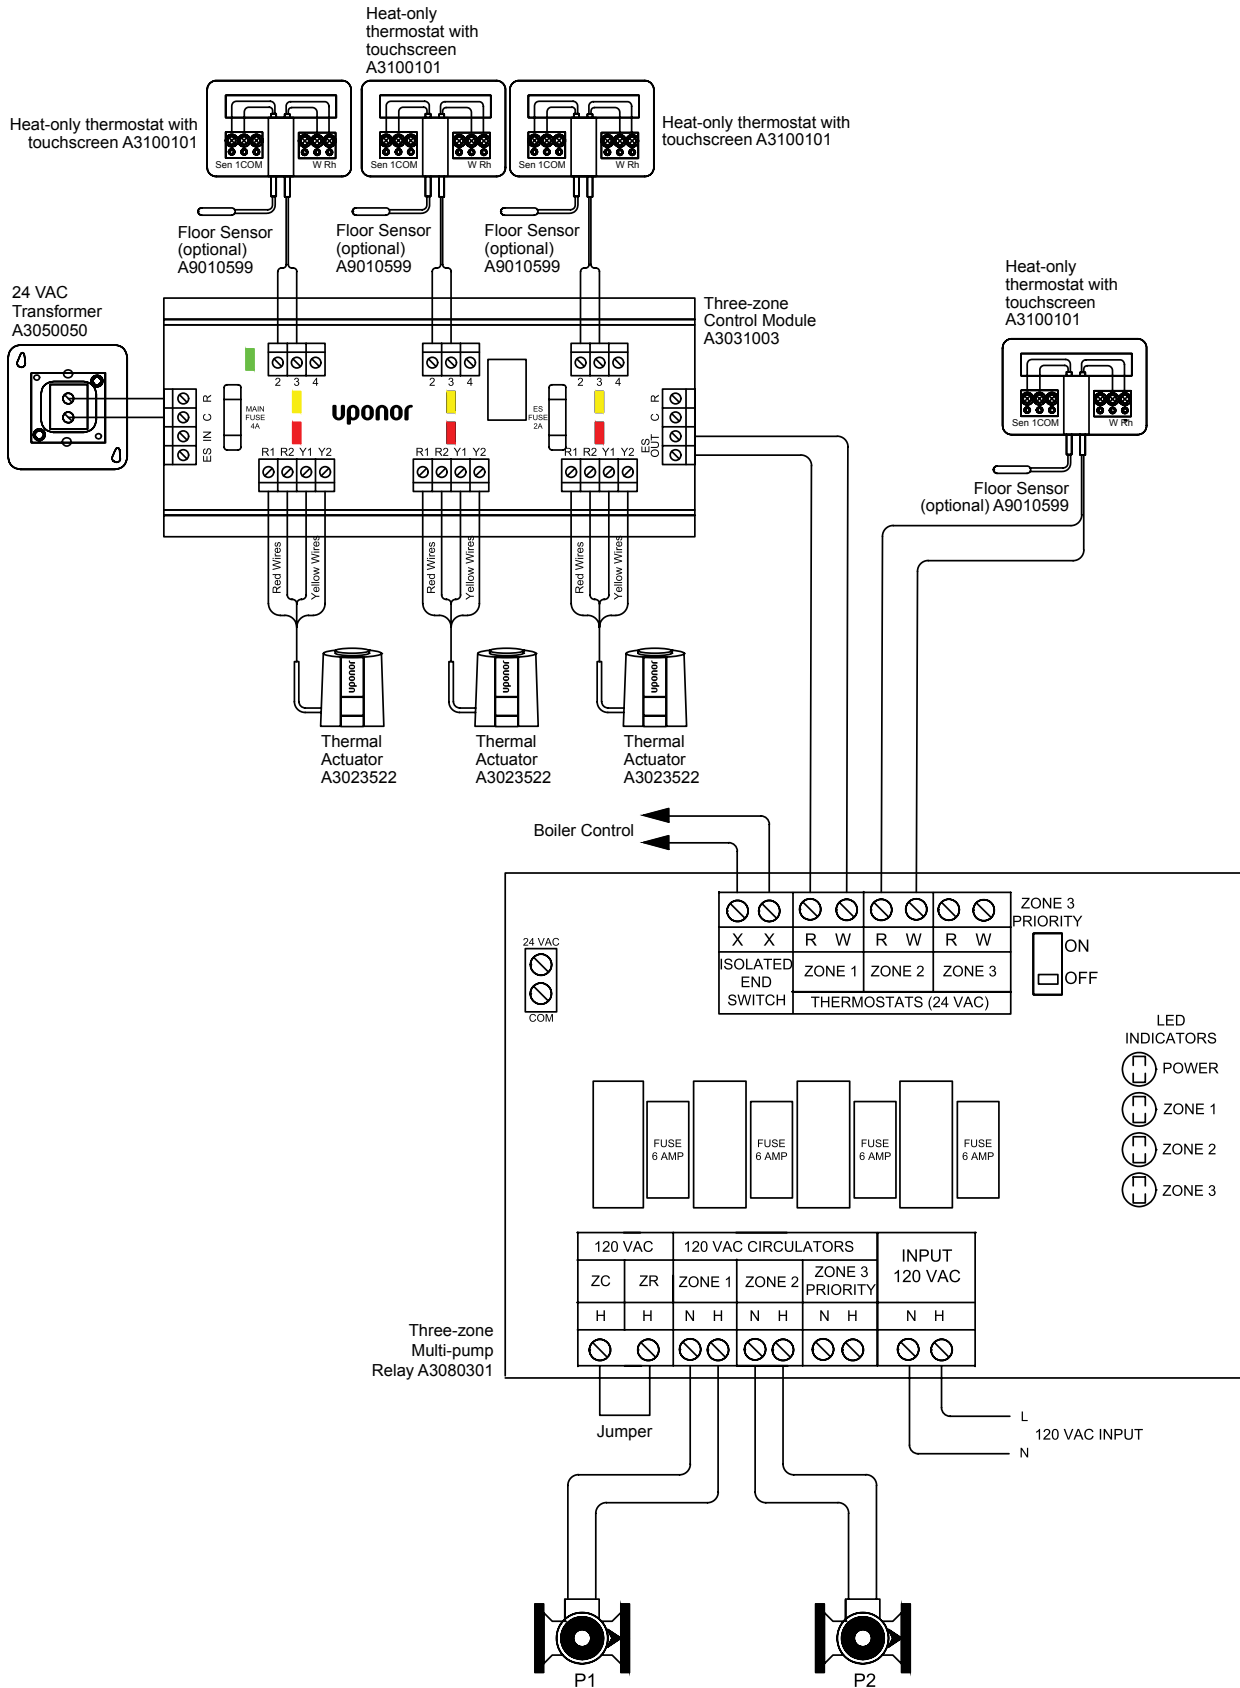 Heat-only
thermostat with
touchscreen
A3100101
Heat-only thermostat with
touchscreen A3100101
Heat-only thermostat with
touchscreen A3100101
Sen 1COM
W Rh
Sen 1COM
W Rh
Sen 1COM
W Rh
Floor Sensor
(optional)
A9010599
Floor Sensor
(optional)
A9010599
Floor Sensor
(optional)
A9010599
Heat-only
thermostat with
touchscreen
A3100101
Sen 1COM
W Rh
Floor Sensor
(optional) A9010599
24 VAC
Transformer
A3050050
Three-zone
Control Module
A3031003
2 3 4
2 3 4
2 3 4
R
C
ES IN
MAIN
FUSE
4A
uponor
ES
FUSE
2A
R
C
ES
OUT
R1 R2 Y1 Y2
R1 R2 Y1 Y2
R1 R2 Y1 Y2
Red Wires
Yellow Wires
Red Wires
Yellow Wires
Red Wires
Yellow Wires
uponor
uponor
uponor
Thermal
Actuator
A3023522
Thermal
Actuator
A3023522
Thermal
Actuator
A3023522
Boiler Control
X X R W R W R W
ISOLATED
END
SWITCH
ZONE 1
ZONE 2
ZONE 3
THERMOSTATS (24 VAC)
ZONE 3
PRIORITY
ON
OFF
24 VAC
COM
LED
INDICATORS
POWER
ZONE 1
ZONE 2
ZONE 3
FUSE
6 AMP
FUSE
6 AMP
FUSE
6 AMP
FUSE
6 AMP
120 VAC
120 VAC CIRCULATORS
INPUT
120 VAC
ZC
ZR
ZONE 1
ZONE 2
ZONE 3
PRIORITY
H H N H N H N H N H
Three-zone
Multi-pump
Relay A3080301
Jumper
L
120 VAC INPUT
N
P1
P2